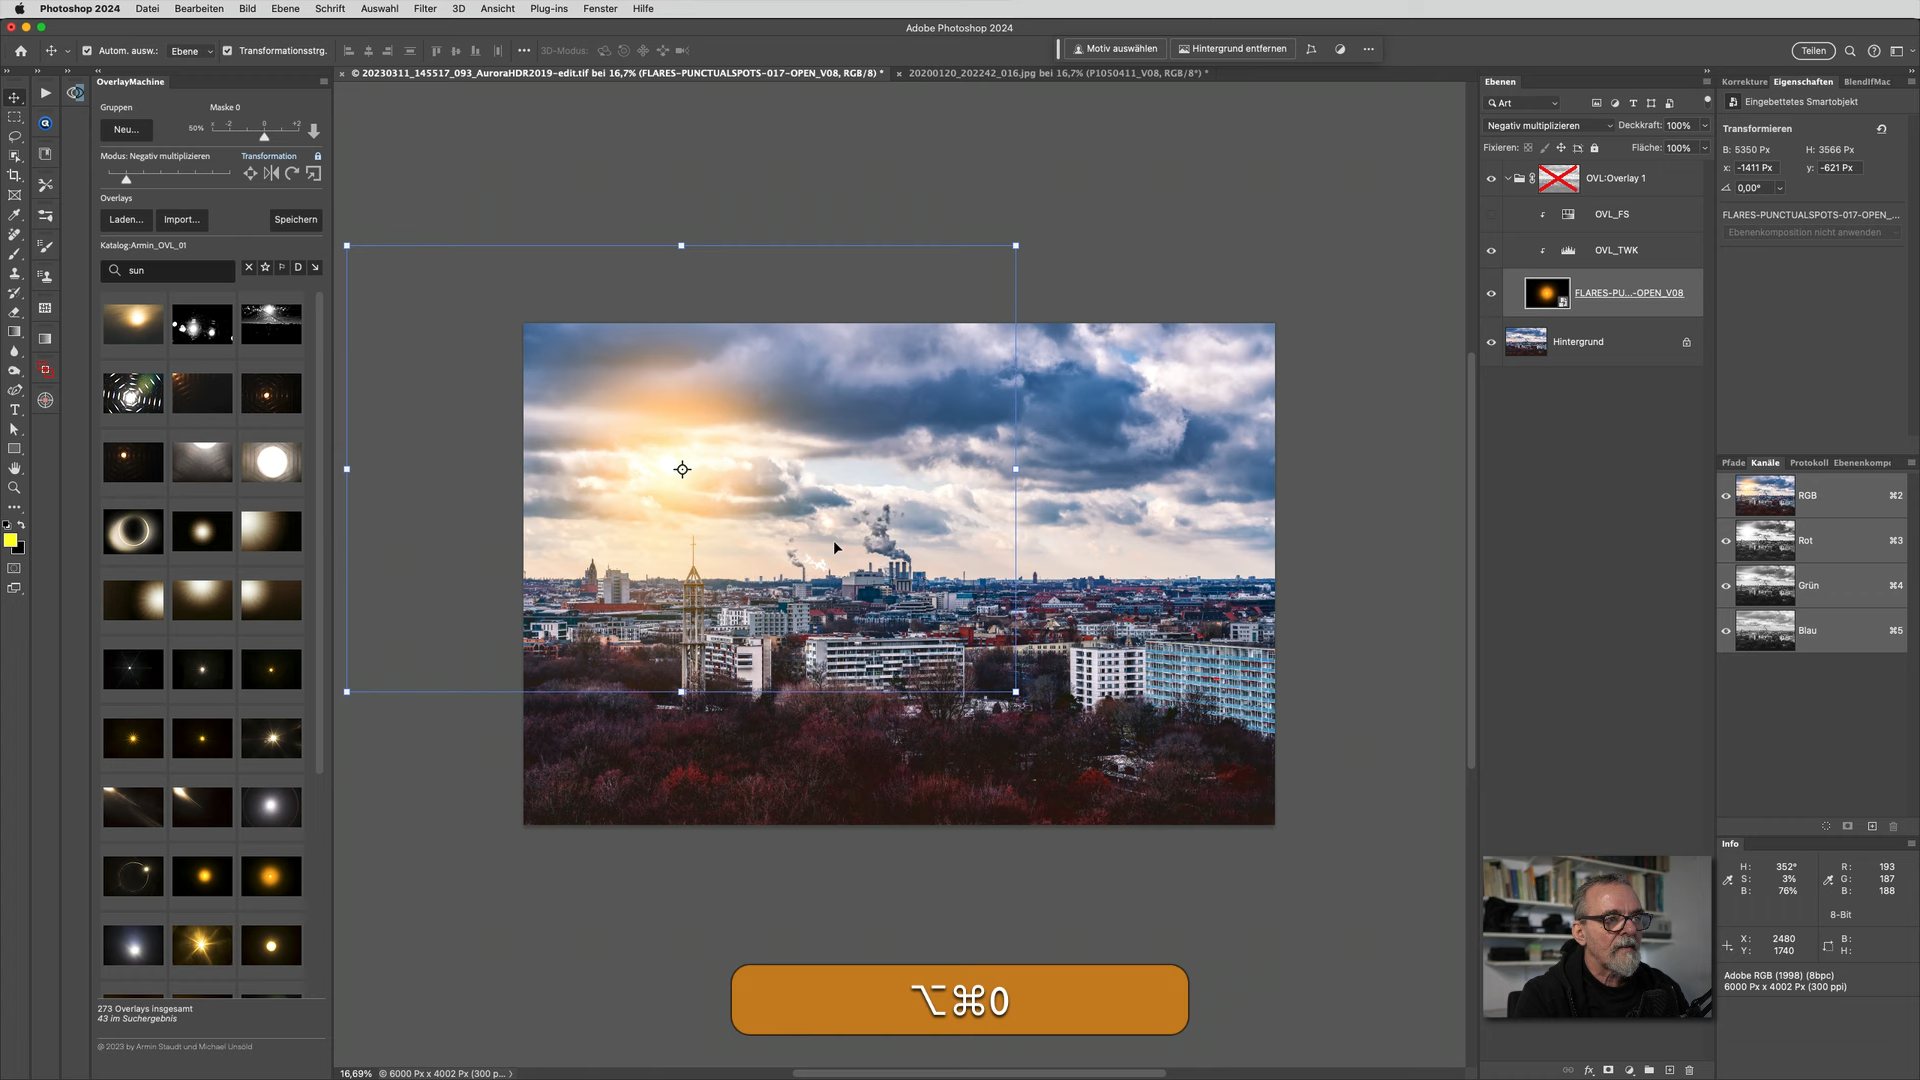 Photoshop 2024 Datei Bearbeiten Bild Ebene Schrift Auswahl Filter 3D Ansicht Plug-ins Fenster Hilfe
Adobe Photoshop 2024
Autom. ausw.: Ebene Transformationsstrg. 3D-Modus: Motiv auswählen Hintergrund entfernen Teilen
OverlayMachine
© 20230311_145517_093_AuroraHDR2019-edit.tif bei 16,7% (FLARES-PUNCTUALSPOTS-017-OPEN_V08, RGB/8) *
20200120_202242_016.jpg bei 16,7% (P1050411_V08, RGB/8*) *
Gruppen Maske 0
Neu... 50% X -2 0 +2
Modus: Negativ multiplizieren Transformation
Overlays
Laden... Import... Speichern
Katalog:Armin_OVL_01
sun D
273 Overlays insgesamt
43 im Suchergebnis
@ 2023 by Armin Staudt und Michael Unsöld
⌥⌘0
16,69% © 6000 Px x 4002 Px (300 p...
Ebenen
Art
Negativ multiplizieren Deckkraft: 100%
Fixieren: Fläche: 100%
OVL:Overlay 1
OVL_FS
OVL_TWK
FLARES-PU...-OPEN_V08
Hintergrund
Korrekture Eigenschaften BlendIfMac
Eingebettetes Smartobjekt
Transformieren
B: 5350 Px H: 3566 Px
x: -1411 Px y: -621 Px
0,00°
FLARES-PUNCTUALSPOTS-017-OPEN_...
Ebenenkomposition nicht anwenden
Pfade Kanäle Protokoll Ebenenkomp
RGB ⌘2
Rot ⌘3
Grün ⌘4
Blau ⌘5
Info
H: 352° R: 193
S: 3% G: 187
B: 76% B: 188
8-Bit
X: 2480 B:
Y: 1740 H:
Adobe RGB (1998) (8bpc)
6000 Px x 4002 Px (300 ppi)